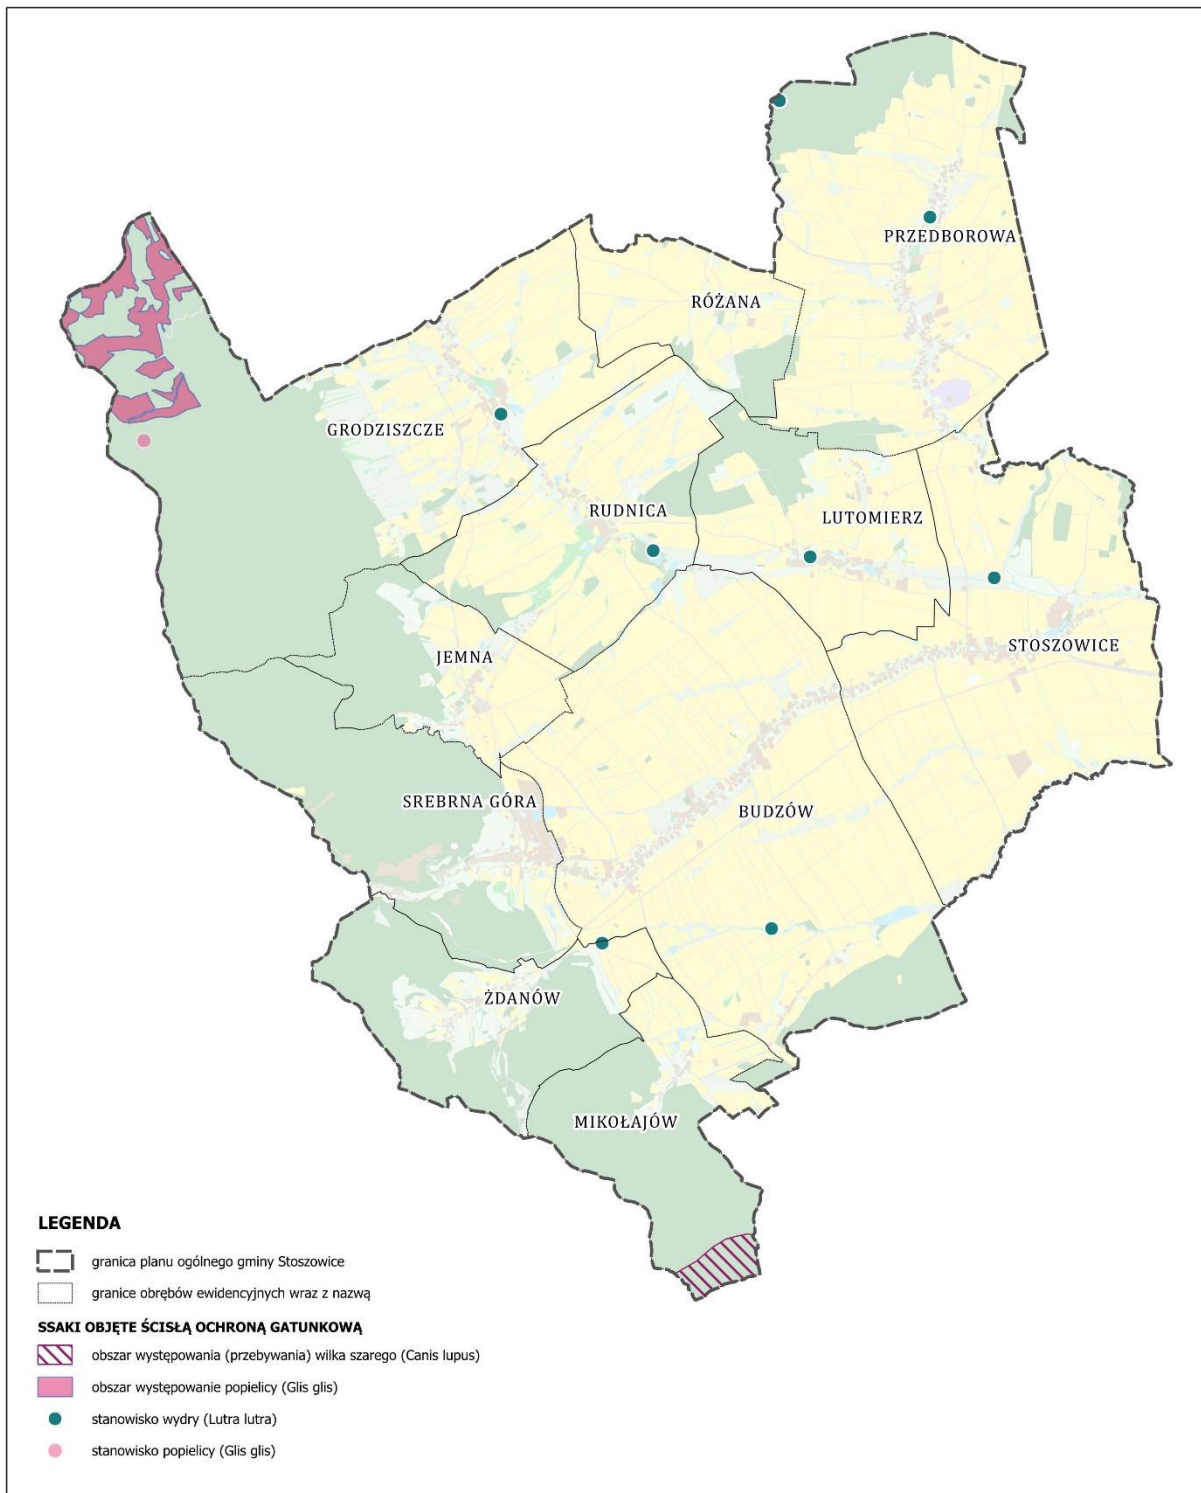 PRZEDBOROWA
RÓŻANA
GRODZISZCZE
RUDNICA
LUTOMIERZ
STOSZOWICE
JEMNA
SREBRNA GÓRA
BUDZÓW
ŻDANÓW
MIKOŁAJÓW
LEGENDA
granica planu ogólnego gminy Stoszowice
granice obrębów ewidencyjnych wraz z nazwą
SSAKI OBJĘTE ŚCISŁĄ OCHRONĄ GATUNKOWĄ
obszar występowania (przebywania) wilka szarego (Canis lupus)
obszar występowanie popielicy (Glis glis)
stanowisko wydry (Lutra lutra)
stanowisko popielicy (Glis glis)